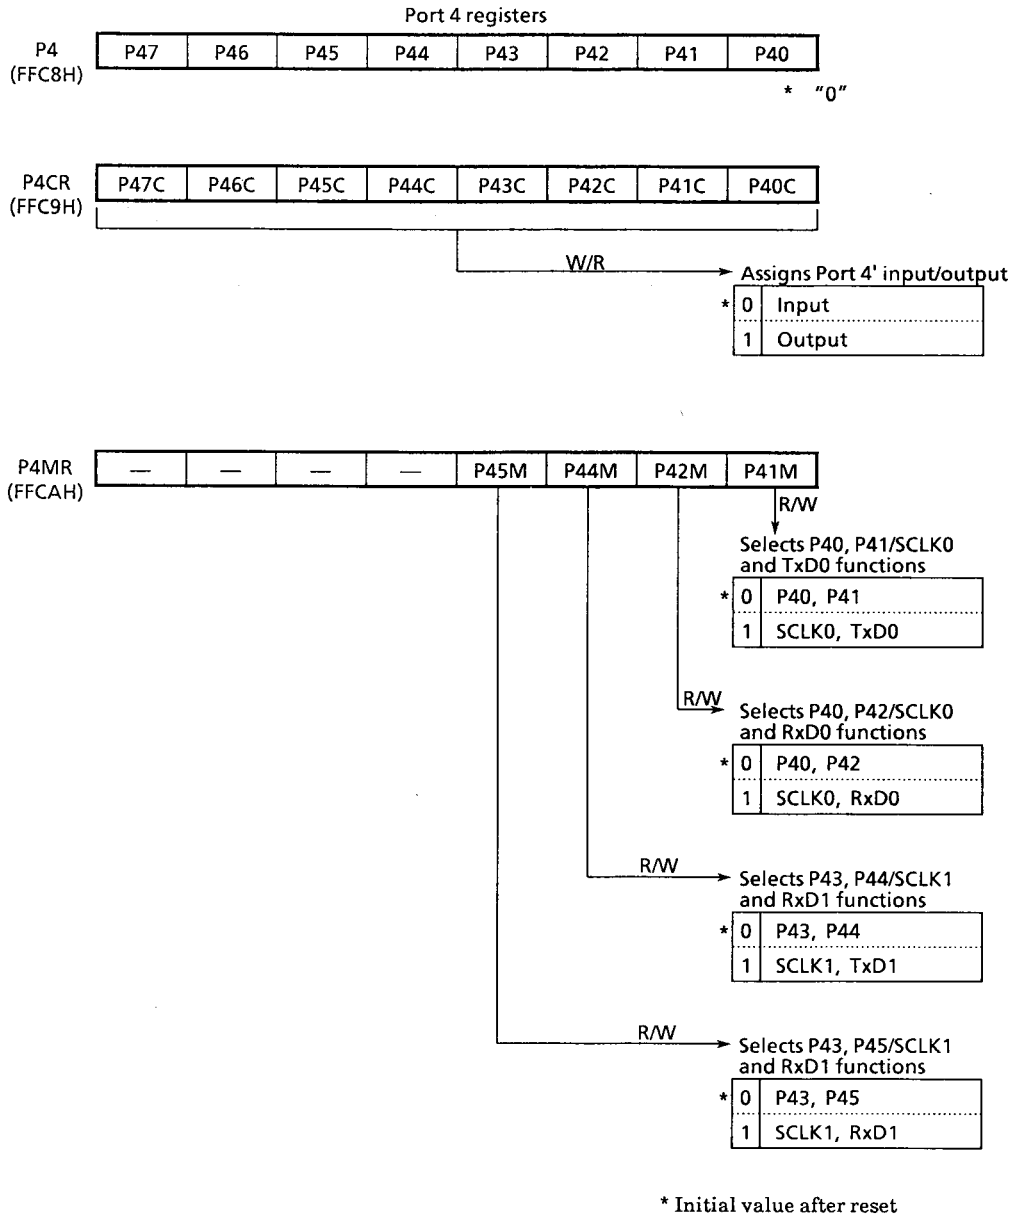 Port 4 registers
P4
(FFC8H)
P47 P46 P45 P44 P43 P42 P41 P40
* "0"
P4CR
(FFC9H)
P47C P46C P45C P44C P43C P42C P41C P40C
W/R
Assigns Port 4' input/output
* 0 Input
1 Output
P4MR
(FFCAH)
— — — — P45M P44M P42M P41M
R/W
Selects P40, P41/SCLK0
and TxD0 functions
* 0 P40, P41
1 SCLK0, TxD0
R/W
Selects P40, P42/SCLK0
and RxD0 functions
* 0 P40, P42
1 SCLK0, RxD0
R/W
Selects P43, P44/SCLK1
and RxD1 functions
* 0 P43, P44
1 SCLK1, TxD1
R/W
Selects P43, P45/SCLK1
and RxD1 functions
* 0 P43, P45
1 SCLK1, RxD1
* Initial value after reset